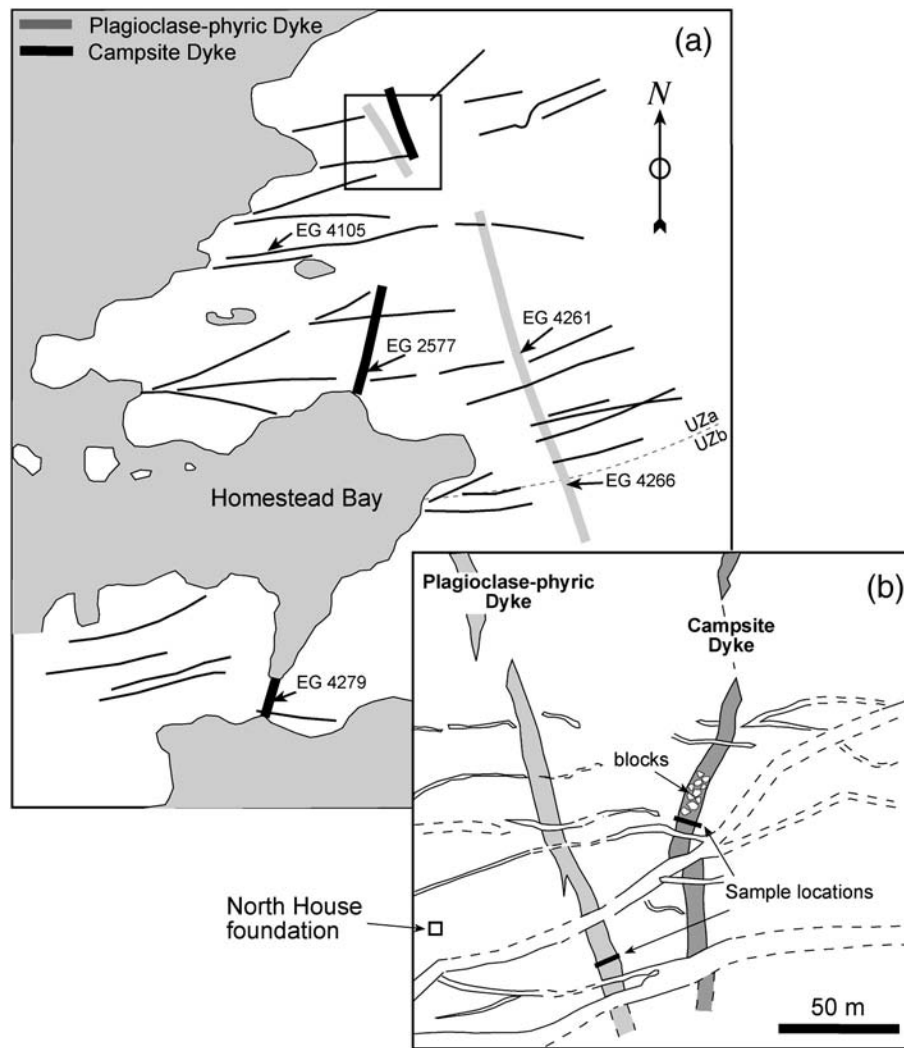 Plagioclase-phyric Dyke
Campsite Dyke
(a)
N
EG 4105
EG 4261
EG 2577
UZa
UZb
EG 4266
Homestead Bay
EG 4279
(b)
Plagioclase-phyric
Dyke
Campsite
Dyke
blocks
Sample locations
North House
foundation
50 m